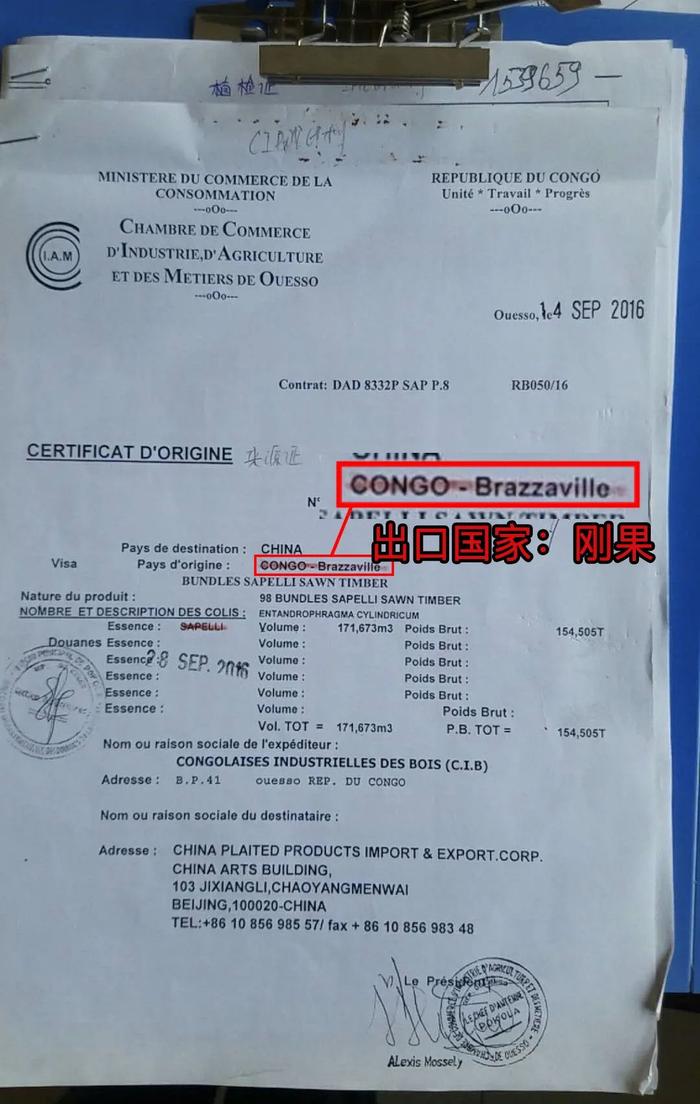 植检证
1539659
MINISTERE DU COMMERCE DE LA
CONSOMMATION
---oOo---
CHAMBRE DE COMMERCE
D'INDUSTRIE,D'AGRICULTURE
ET DES METIERS DE OUESSO
---oOo---
REPUBLIQUE DU CONGO
Unité * Travail * Progrès
---oOo---
I.A.M
Ouesso, le 14 SEP 2016
Contrat: DAD 8332P SAP P.8 RB050/16
CERTIFICAT D'ORIGINE 来源证
CHINA
CONGO - Brazzaville
SAPELLI SAWN TIMBER
N°
出口国家：刚果
Pays de destination : CHINA
Visa Pays d'origine : CONGO - Brazzaville
BUNDLES SAPELLI SAWN TIMBER
Nature du produit : 98 BUNDLES SAPELLI SAWN TIMBER
NOMBRE ET DESCRIPTION DES COLIS : ENTANDROPHRAGMA CYLINDRICUM
Essence : SAPELLI Volume : 171,673m3 Poids Brut : 154,505T
Douanes Essence : Volume : Poids Brut :
Essence : Volume : Poids Brut :
28 SEP. 2016
Essence : Volume : Poids Brut :
Essence : Volume : Poids Brut :
Essence : Volume : Poids Brut :
Vol. TOT = 171,673m3 P.B. TOT = 154,505T
Nom ou raison sociale de l'expéditeur :
CONGOLAISES INDUSTRIELLES DES BOIS (C.I.B)
Adresse : B.P.41 ouesso REP. DU CONGO
Nom ou raison sociale du destinataire :
Adresse : CHINA PLAITED PRODUCTS IMPORT & EXPORT.CORP.
CHINA ARTS BUILDING,
103 JIXIANGLI,CHAOYANGMENWAI
BEIJING,100020-CHINA
TEL:+86 10 856 985 57/ fax + 86 10 856 983 48
Le Président
ALexis Mossely